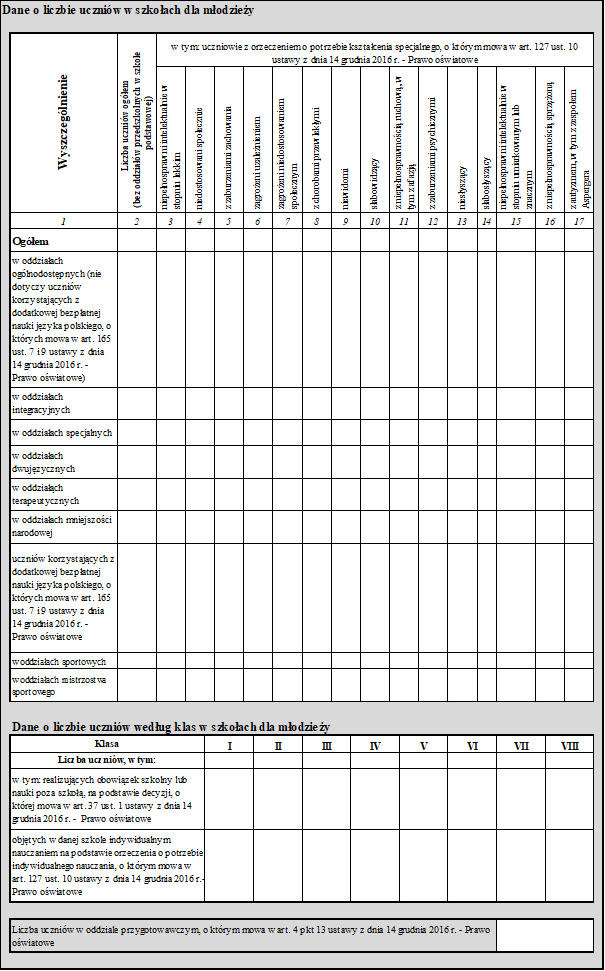 Dane o liczbie uczniów w szkołach dla młodzieży
Wyszczególnienie
Liczba uczniów ogółem
(bez oddziałów przedszkolnych w szkole
podstawowej)
w tym: uczniowie z orzeczeniem o potrzebie kształcenia specjalnego, o którym mowa w art. 127 ust. 10
ustawy z dnia 14 grudnia 2016 r. - Prawo oświatowe
niepełnosprawni intelektualnie w
stopniu lekkim
niedostosowani społecznie
z zaburzeniami zachowania
zagrożeni uzależnieniem
zagrożeni niedostosowaniem
społecznym
z chorobami przewlekłymi
niewidomi
słabowidzący
z niepełnosprawnością ruchową, w
tym z afazją
z zaburzeniami psychicznymi
niesłyszący
słabosłyszący
niepełnosprawni intelektualnie w
stopniu umiarkowanym lub
znacznym
z niepełnosprawnością sprzężoną
z autyzmem, w tym z zespołem
Aspergera
1 2 3 4 5 6 7 8 9 10 11 12 13 14 15 16 17
Ogółem
w oddziałach
ogólnodostępnych (nie
dotyczy uczniów
korzystających z
dodatkowej bezpłatnej
nauki języka polskiego, o
których mowa w art. 165
ust. 7 i 9 ustawy z dnia
14 grudnia 2016 r. -
Prawo oświatowe)
w oddziałach
integracyjnych
w oddziałach specjalnych
w oddziałach
dwujęzycznych
w oddziałach
terapeutycznych
w oddziałach mniejszości
narodowej
uczniów korzystających z
dodatkowej bezpłatnej
nauki języka polskiego, o
których mowa w art. 165
ust. 7 i 9 ustawy z dnia
14 grudnia 2016 r. -
Prawo oświatowe
w oddziałach sportowych
w oddziałach mistrzostwa
sportowego
Dane o liczbie uczniów według klas w szkołach dla młodzieży
Klasa I II III IV V VI VII VIII
Liczba uczniów, w tym:
w tym: realizujących obowiązek szkolny lub
nauki poza szkołą, na podstawie decyzji, o
której mowa w art. 37 ust. 1 ustawy z dnia 14
grudnia 2016 r. - Prawo oświatowe
objętych w danej szkole indywidualnym
nauczaniem na podstawie orzeczenia o potrzebie
indywidualnego nauczania, o którym mowa w
art. 127 ust. 10 ustawy z dnia 14 grudnia 2016 r.-
Prawo oświatowe
Liczba uczniów w oddziale przygotowawczym, o którym mowa w art. 4 pkt 13 ustawy z dnia 14 grudnia 2016 r. - Prawo
oświatowe